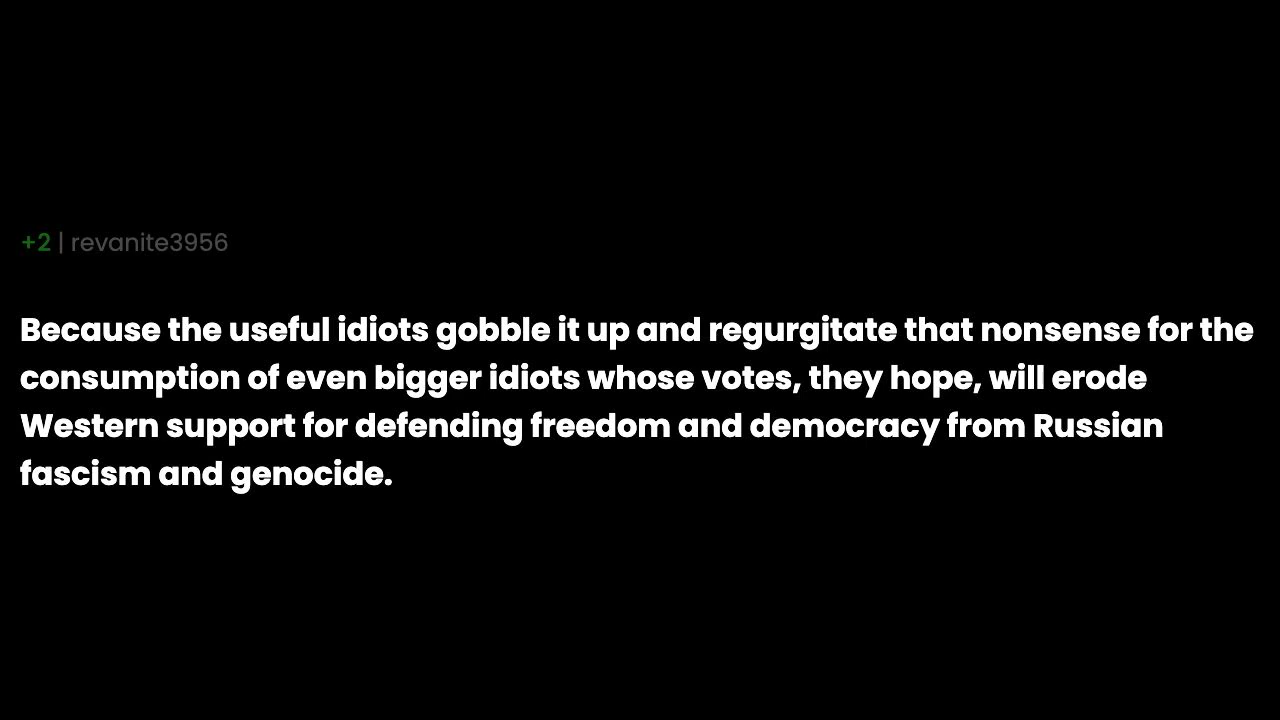 +2 | revanite3956
Because the useful idiots gobble it up and regurgitate that nonsense for the
consumption of even bigger idiots whose votes, they hope, will erode
Western support for defending freedom and democracy from Russian
fascism and genocide.